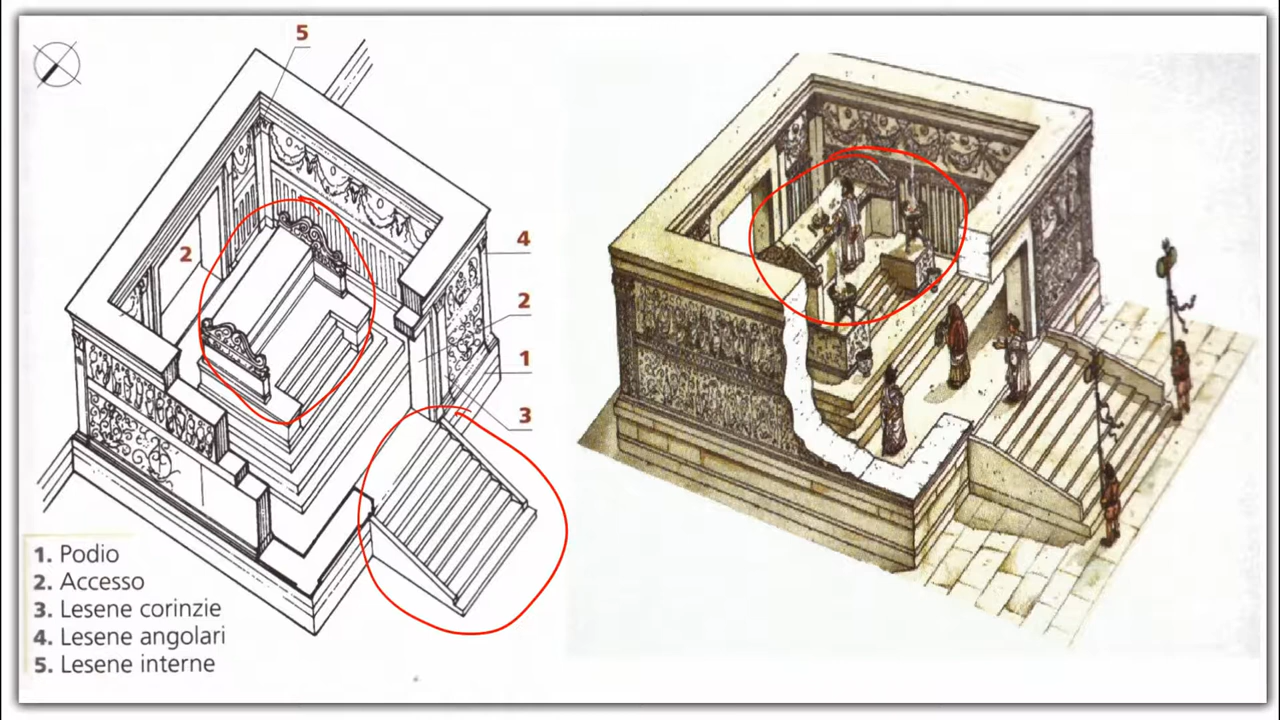 5
4
2
2
1
3
1. Podio
2. Accesso
3. Lesene corinzie
4. Lesene angolari
5. Lesene interne